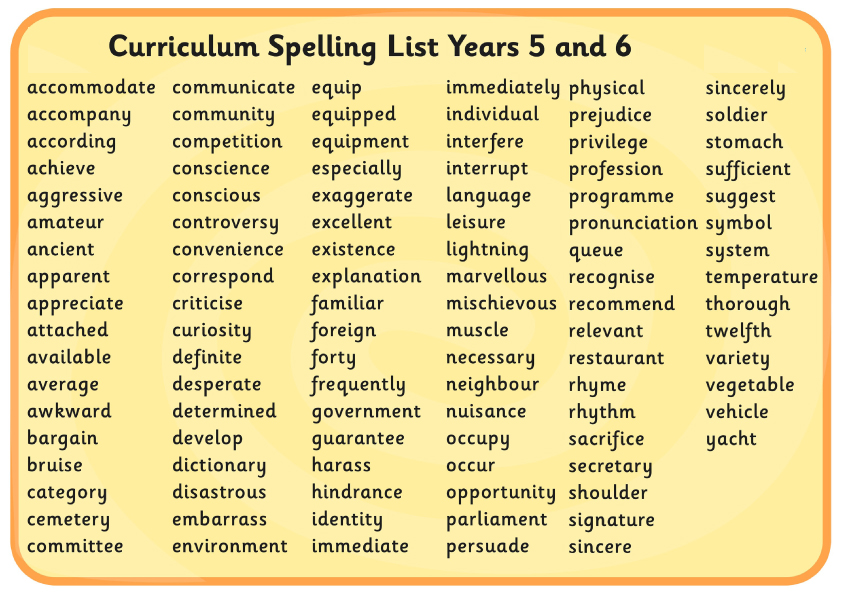 Curriculum Spelling List Years 5 and 6
accommodate communicate equip immediately physical sincerely
accompany community equipped individual prejudice soldier
according competition equipment interfere privilege stomach
achieve conscience especially interrupt profession sufficient
aggressive conscious exaggerate language programme suggest
amateur controversy excellent leisure pronunciation symbol
ancient convenience existence lightning queue system
apparent correspond explanation marvellous recognise temperature
appreciate criticise familiar mischievous recommend thorough
attached curiosity foreign muscle relevant twelfth
available definite forty necessary restaurant variety
average desperate frequently neighbour rhyme vegetable
awkward determined government nuisance rhythm vehicle
bargain develop guarantee occupy sacrifice yacht
bruise dictionary harass occur secretary
category disastrous hindrance opportunity shoulder
cemetery embarrass identity parliament signature
committee environment immediate persuade sincere